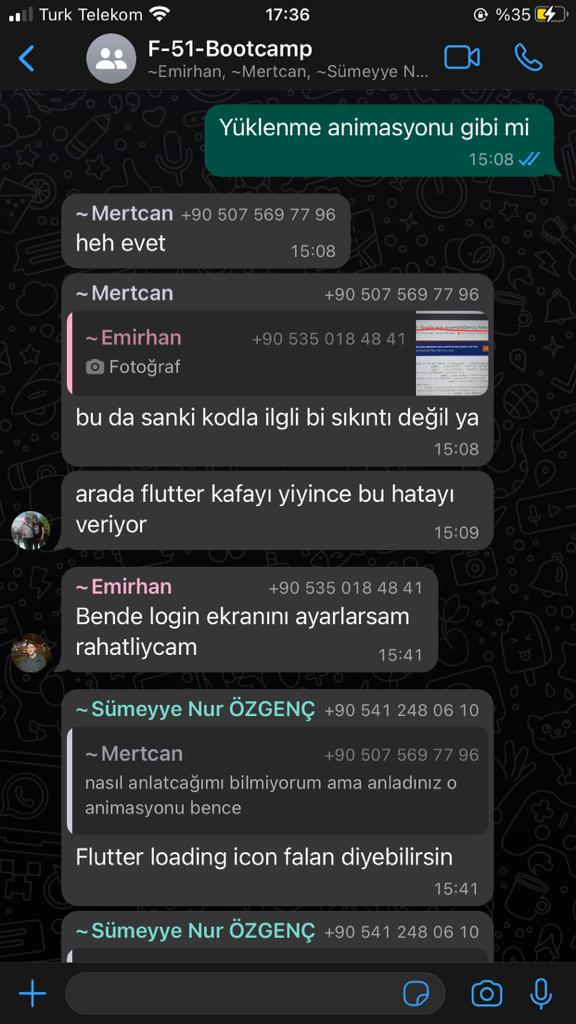 Turk Telekom
17:36
%35
F-51-Bootcamp
~Emirhan, ~Mertcan, ~Sümeyye N...
Yüklenme animasyonu gibi mi
15:08
~Mertcan +90 507 569 77 96
heh evet
15:08
~Mertcan +90 507 569 77 96
~Emirhan +90 535 018 48 41
Fotoğraf
bu da sanki kodla ilgli bi sıkıntı değil ya
15:08
arada flutter kafayı yiyince bu hatayı
veriyor
15:09
~Emirhan +90 535 018 48 41
Bende login ekranını ayarlarsam
rahatliycam
15:41
~Sümeyye Nur ÖZGENÇ +90 541 248 06 10
~Mertcan +90 507 569 77 96
nasıl anlatcağımı bilmiyorum ama anladınız o
animasyonu bence
Flutter loading icon falan diyebilirsin
15:41
~Sümeyye Nur ÖZGENÇ +90 541 248 06 10